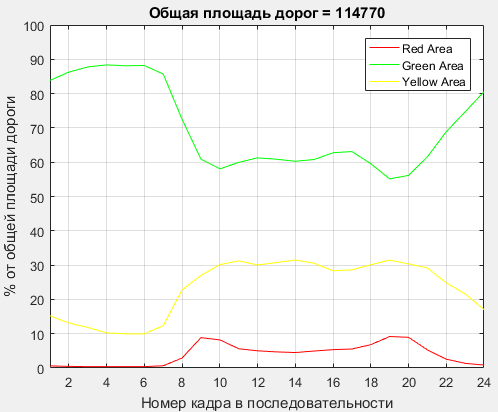 Общая площадь дорог = 114770
Red Area
Green Area
Yellow Area
% от общей площади дороги
100
90
80
70
60
50
40
30
20
10
0
2 4 6 8 10 12 14 16 18 20 22 24
Номер кадра в последовательности